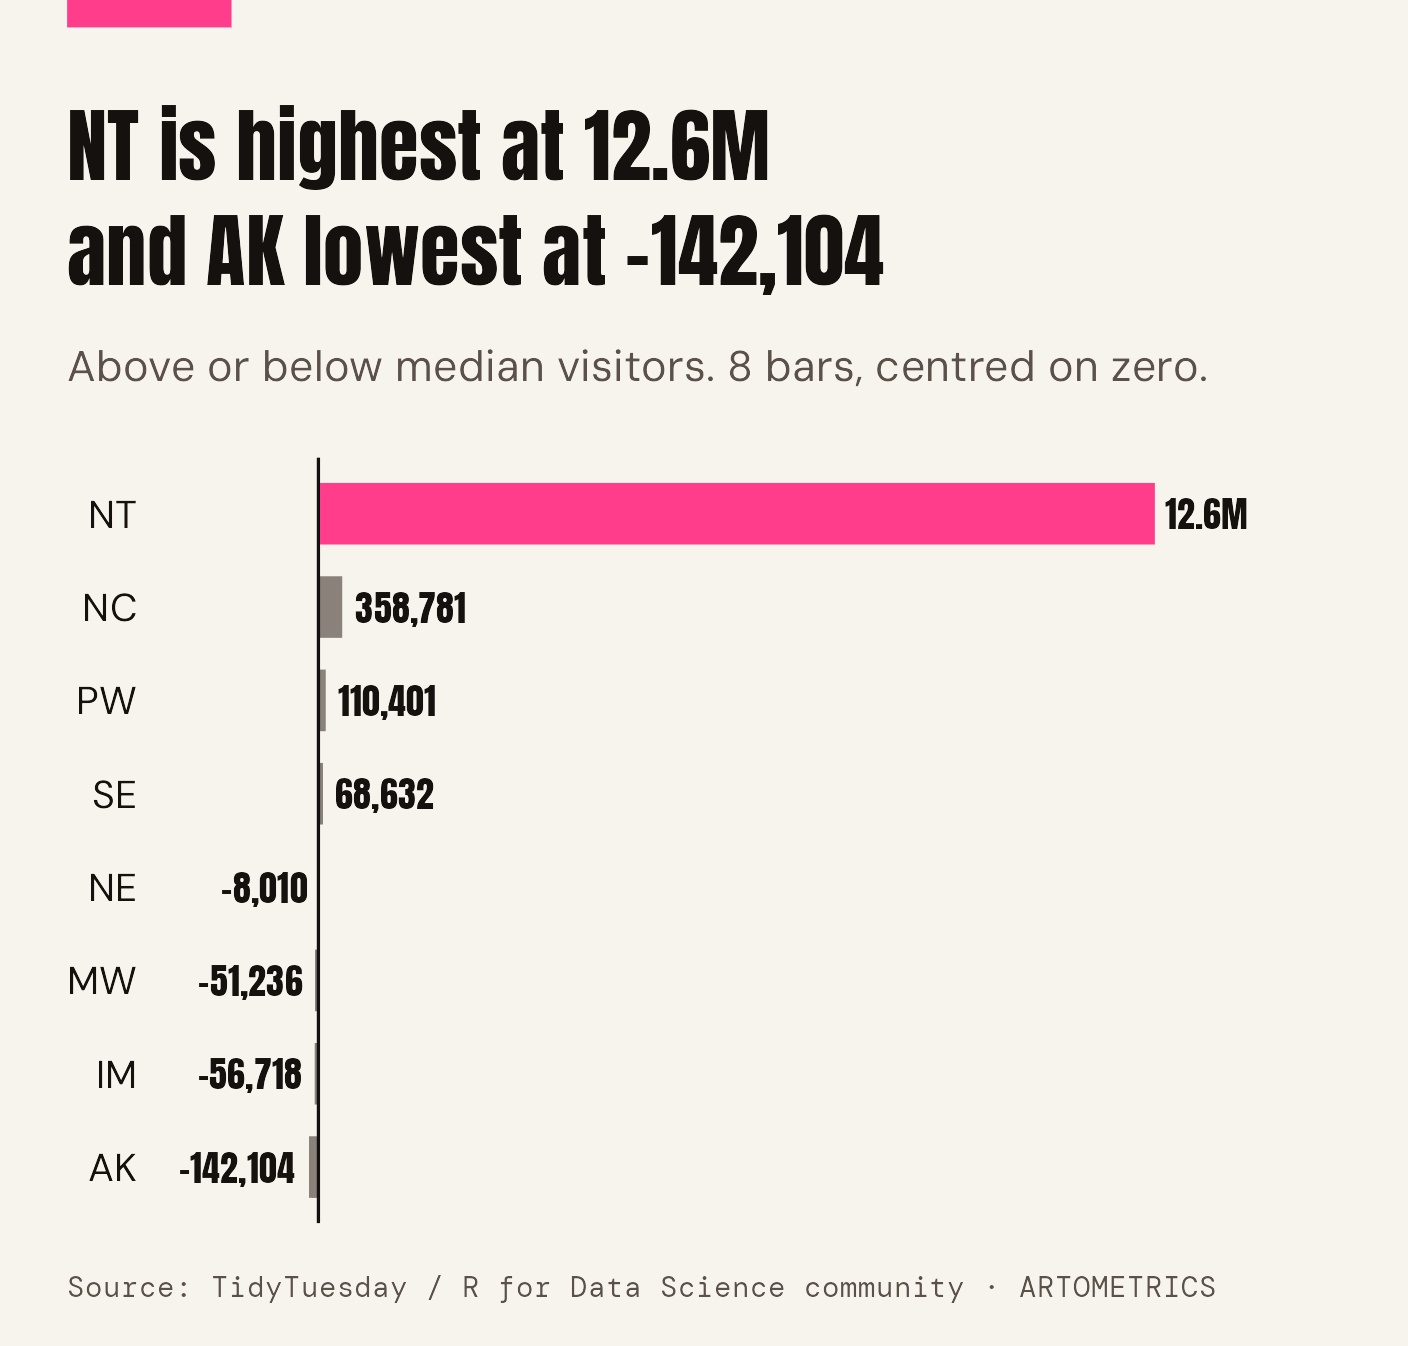 NT is highest at 12.6M
and AK lowest at -142,104
Above or below median visitors. 8 bars, centred on zero.
NT 12.6M
NC 358,781
PW 110,401
SE 68,632
NE -8,010
MW -51,236
IM -56,718
AK -142,104
Source: TidyTuesday / R for Data Science community · ARTOMETRICS